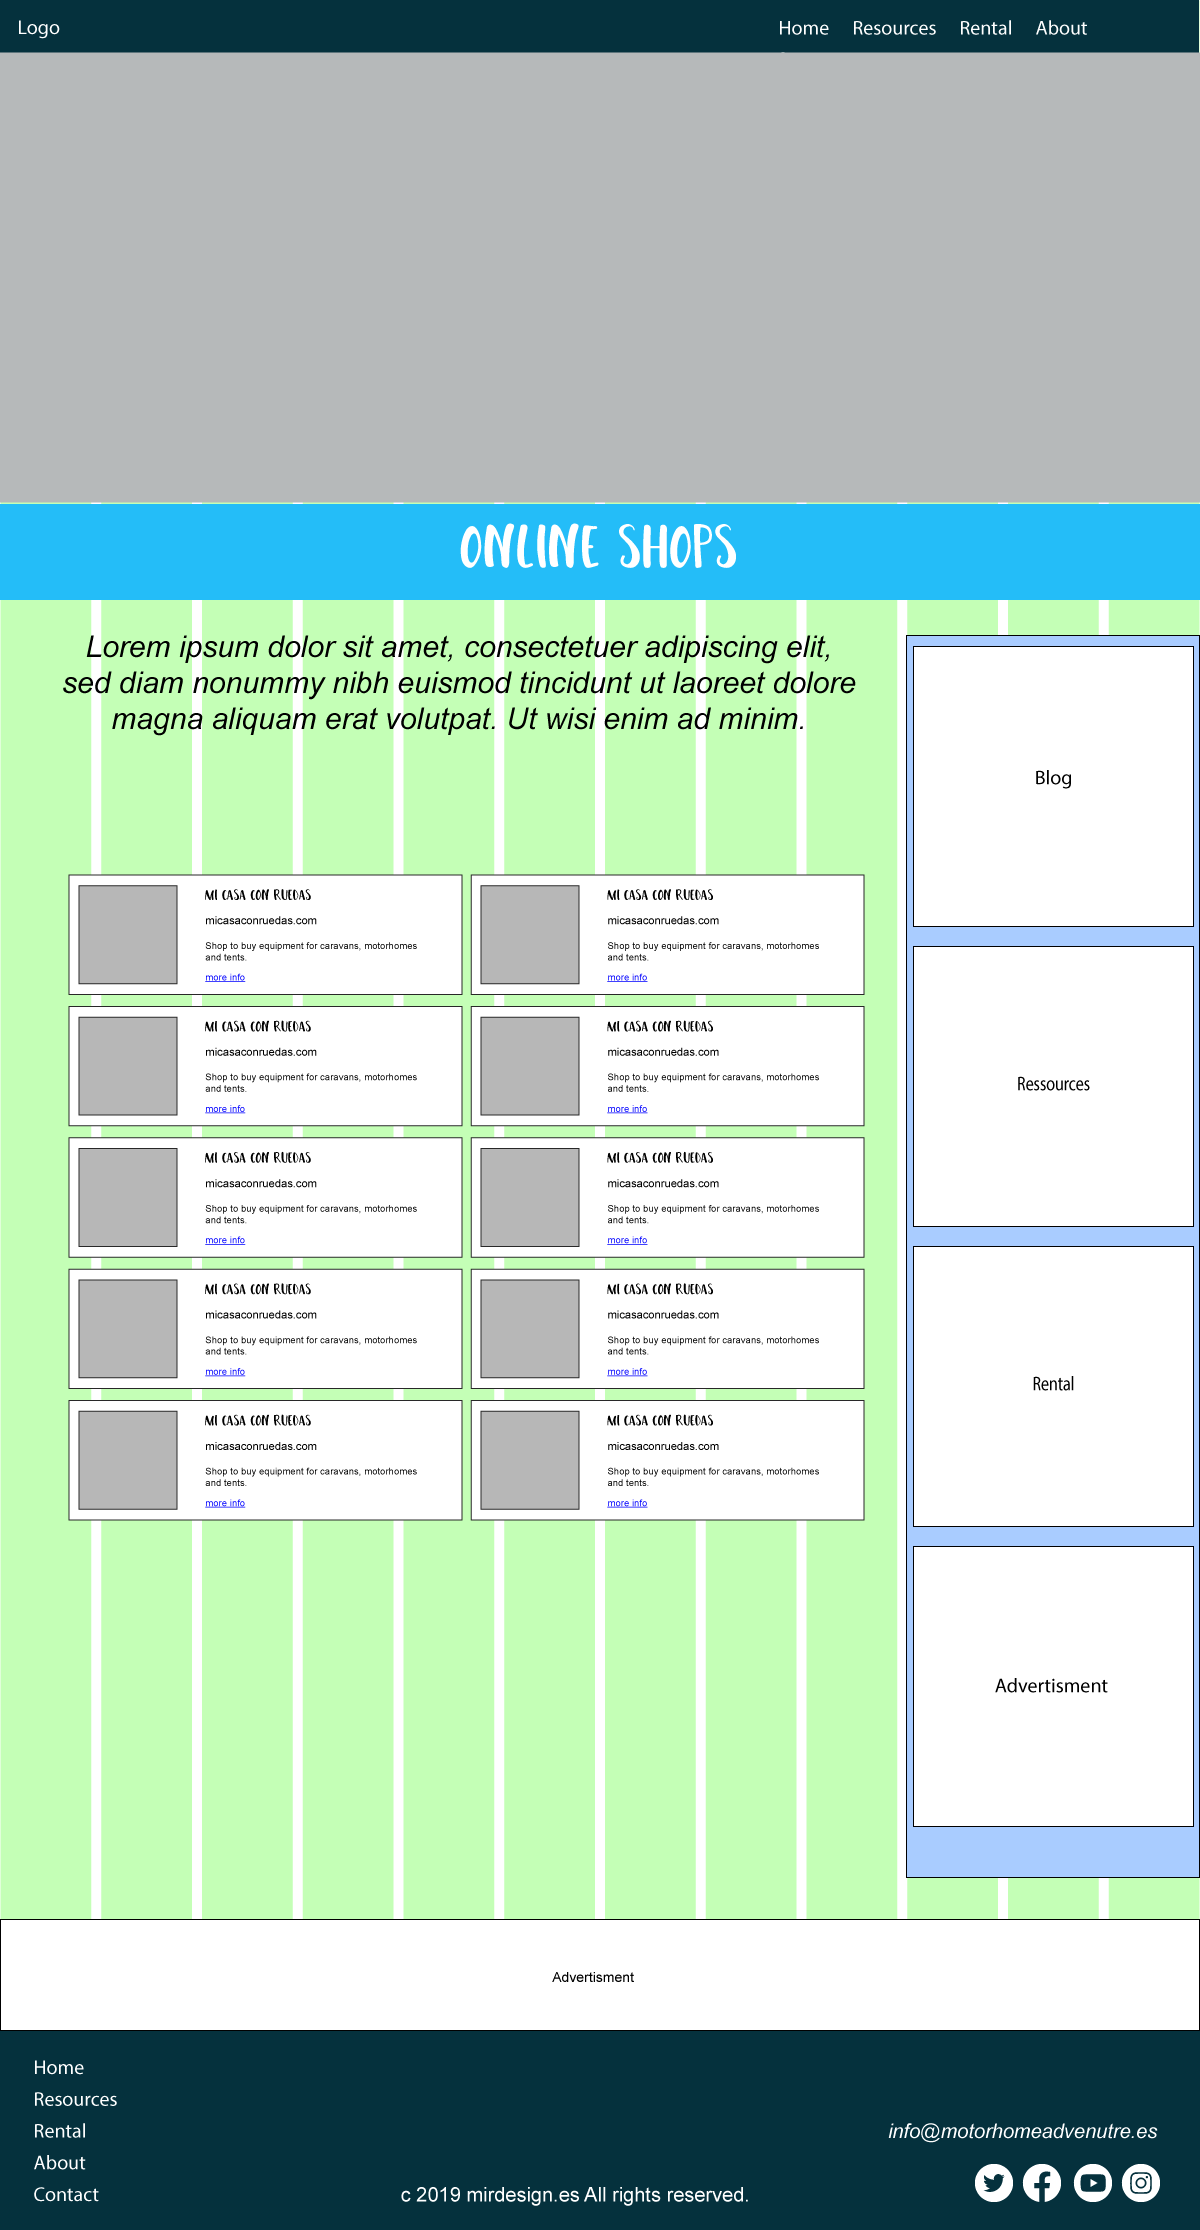 Logo
Home Resources Rental About
ONLINE SHOPS
Lorem ipsum dolor sit amet, consectetuer adipiscing elit,
sed diam nonummy nibh euismod tincidunt ut laoreet dolore
magna aliquam erat volutpat. Ut wisi enim ad minim.
MI CASA CON RUEDAS
micasaconruedas.com
Shop to buy equipment for caravans, motorhomes
and tents.
more info
MI CASA CON RUEDAS
micasaconruedas.com
Shop to buy equipment for caravans, motorhomes
and tents.
more info
MI CASA CON RUEDAS
micasaconruedas.com
Shop to buy equipment for caravans, motorhomes
and tents.
more info
MI CASA CON RUEDAS
micasaconruedas.com
Shop to buy equipment for caravans, motorhomes
and tents.
more info
MI CASA CON RUEDAS
micasaconruedas.com
Shop to buy equipment for caravans, motorhomes
and tents.
more info
MI CASA CON RUEDAS
micasaconruedas.com
Shop to buy equipment for caravans, motorhomes
and tents.
more info
MI CASA CON RUEDAS
micasaconruedas.com
Shop to buy equipment for caravans, motorhomes
and tents.
more info
MI CASA CON RUEDAS
micasaconruedas.com
Shop to buy equipment for caravans, motorhomes
and tents.
more info
MI CASA CON RUEDAS
micasaconruedas.com
Shop to buy equipment for caravans, motorhomes
and tents.
more info
MI CASA CON RUEDAS
micasaconruedas.com
Shop to buy equipment for caravans, motorhomes
and tents.
more info
Blog
Ressources
Rental
Advertisment
Advertisment
Home
Resources
Rental
About
Contact
c 2019 mirdesign.es All rights reserved.
info@motorhomeadvenutre.es